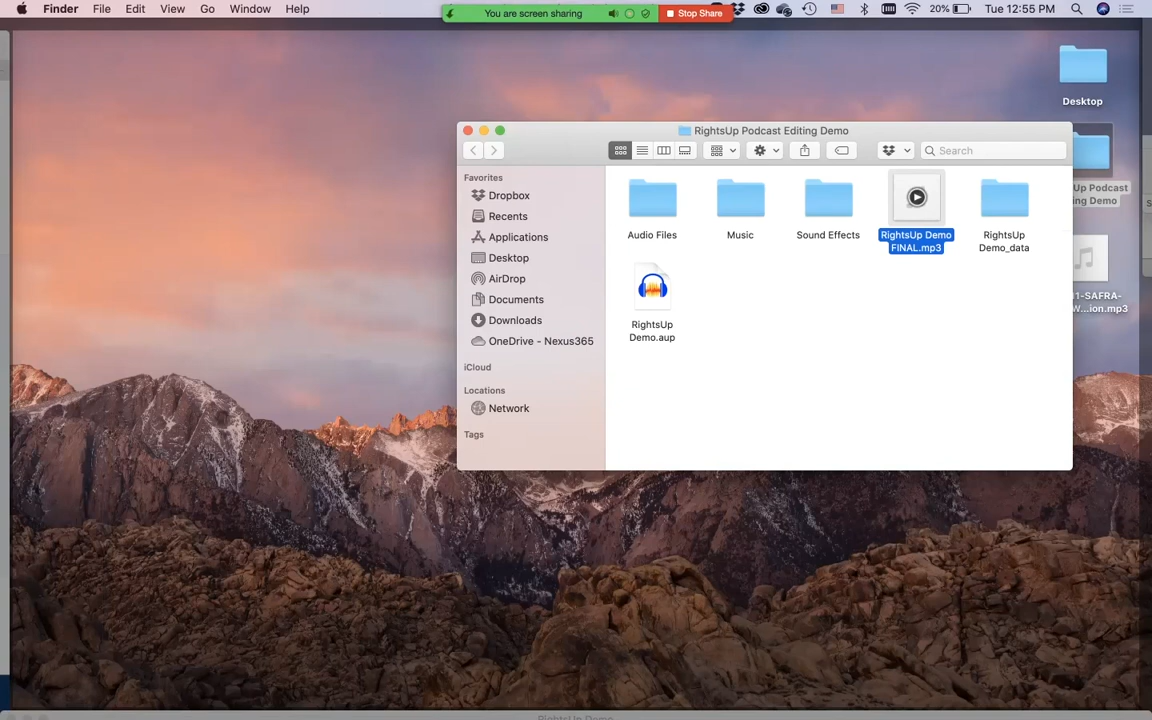 Finder File Edit View Go Window Help
You are screen sharing
Stop Share
20%
Tue 12:55 PM
Desktop
RightsUp Podcast Editing Demo
Search
Favorites
Dropbox
Recents
Applications
Desktop
AirDrop
Documents
Downloads
OneDrive - Nexus365
iCloud
Locations
Network
Tags
Audio Files
Music
Sound Effects
RightsUp Demo
FINAL.mp3
RightsUp
Demo_data
RightsUp
Demo.aup
Up Podcast
ing Demo
1-SAFRA-
W...ion.mp3
RightsUp Demo